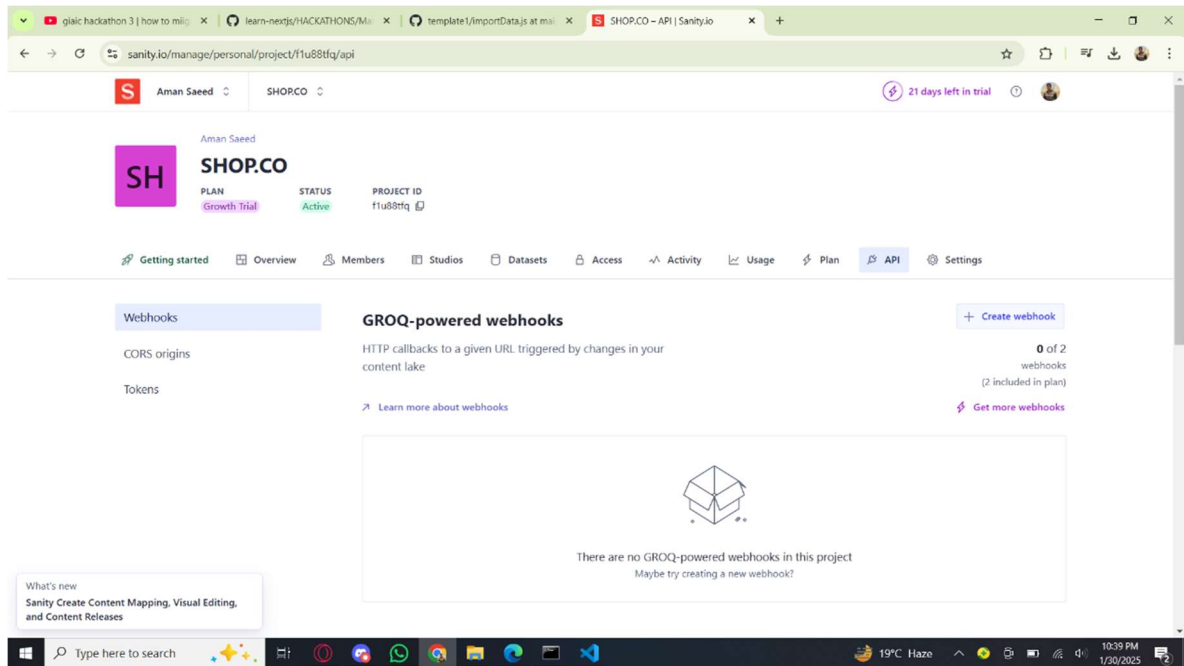 giaic hackathon 3 | how to miig
learn-nextjs/HACKATHONS/Ma
template1/importData.js at mai
S SHOP.CO – API | Sanity.io
sanity.io/manage/personal/project/f1u88tfq/api
S Aman Saeed SHOP.CO 21 days left in trial ?
Aman Saeed
SH SHOP.CO
PLAN STATUS PROJECT ID
Growth Trial Active f1u88tfq
Getting started Overview Members Studios Datasets Access Activity Usage Plan API Settings
Webhooks
CORS origins
Tokens
GROQ-powered webhooks
+ Create webhook
HTTP callbacks to a given URL triggered by changes in your
content lake
0 of 2
webhooks
(2 included in plan)
Learn more about webhooks
Get more webhooks
There are no GROQ-powered webhooks in this project
Maybe try creating a new webhook?
What's new
Sanity Create Content Mapping, Visual Editing,
and Content Releases
Type here to search
19°C Haze
10:39 PM
1/30/2025
2